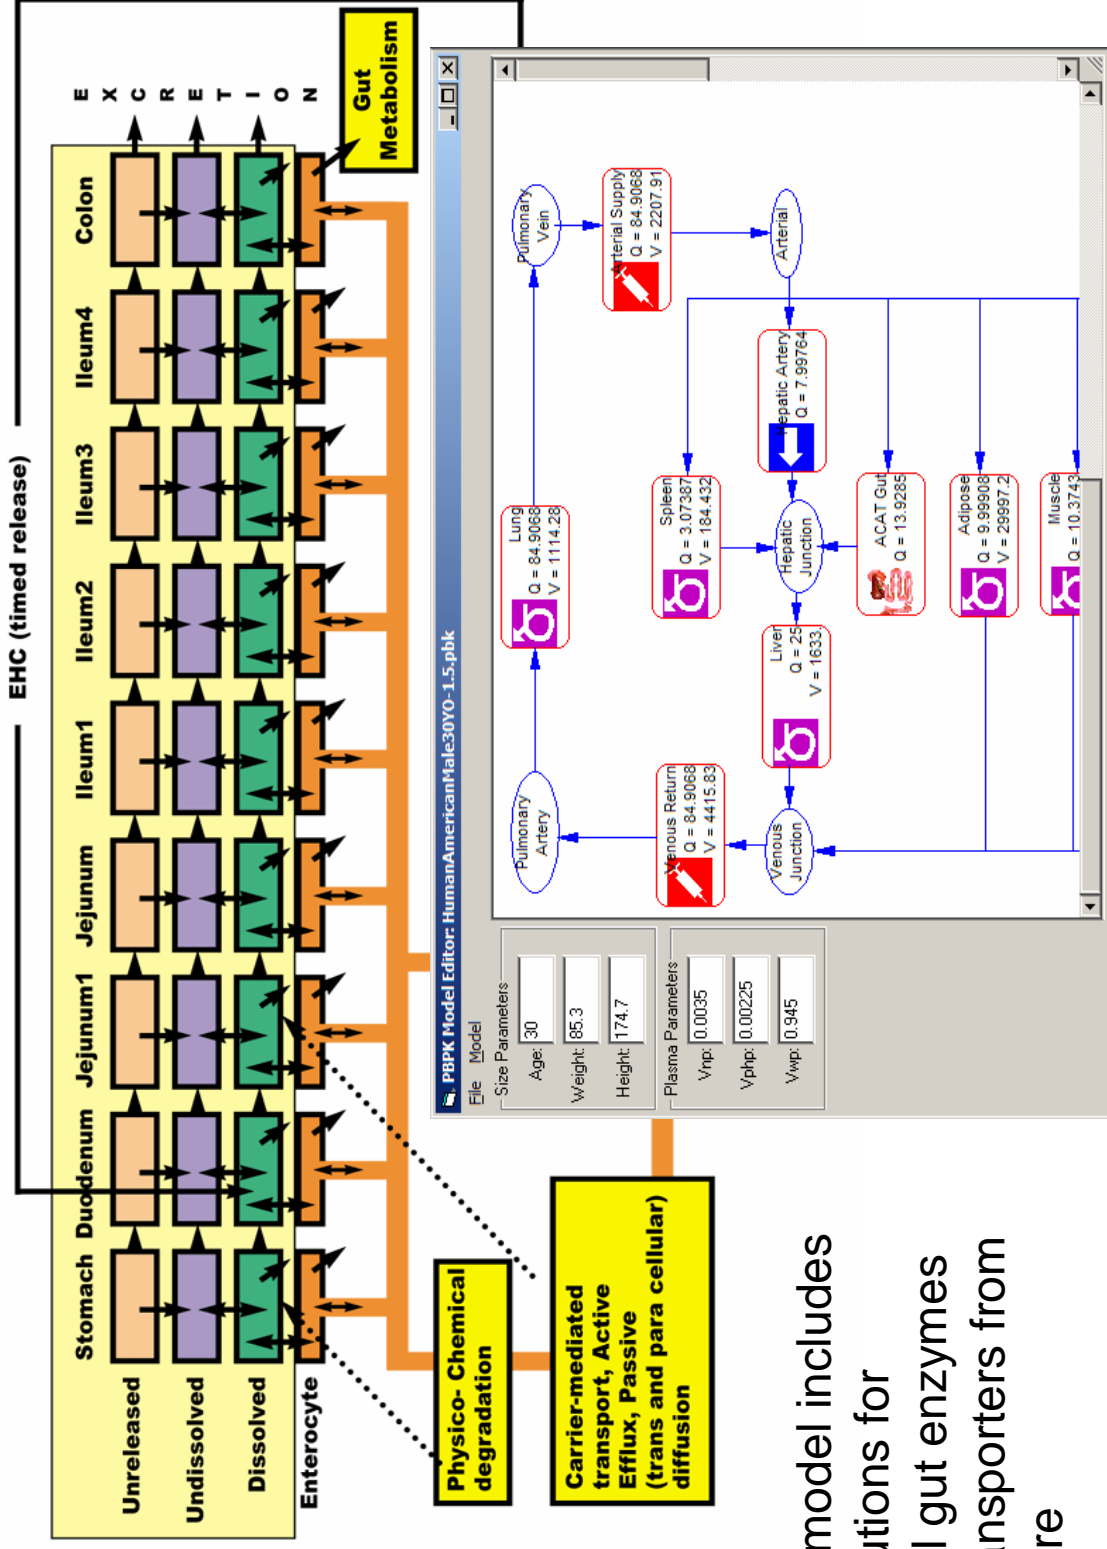 EHC (timed release)
Stomach Duodenum Jejunum1 Jejunum Ileum1 Ileum2 Ileum3 Ileum4 Colon
Unreleased
Undissolved
Dissolved
Enterocyte
E
X
C
R
E
T
I
O
N
Gut
Metabolism
Physico- Chemical
degradation
Carrier-mediated
transport, Active
Efflux, Passive
(trans and para cellular)
diffusion
PBPK Model Editor: HumanAmericanMale30YO-1.5.pbk
File Model
Size Parameters
Age: 30
Weight: 85.3
Height: 174.7
Plasma Parameters
Vnp: 0.0035
Vphp: 0.00225
Vwp: 0.945
Pulmonary
Artery
Lung
Q = 84.9068
V = 1114.28
Pulmonary
Vein
Venous Return
Q = 84.9068
V = 4415.83
Arterial Supply
Q = 84.9068
V = 2207.91
Spleen
Q = 3.07387
V = 184.432
Venous
Junction
Liver
Q = 25
V = 1633.
Hepatic
Junction
Hepatic Artery
Q = 7.99764
Arterial
ACAT Gut
Q = 13.9285
Adipose
Q = 9.99908
V = 29997.2
Muscle
Q = 10.3743
model includes
utions for
l gut enzymes
ansporters from
re